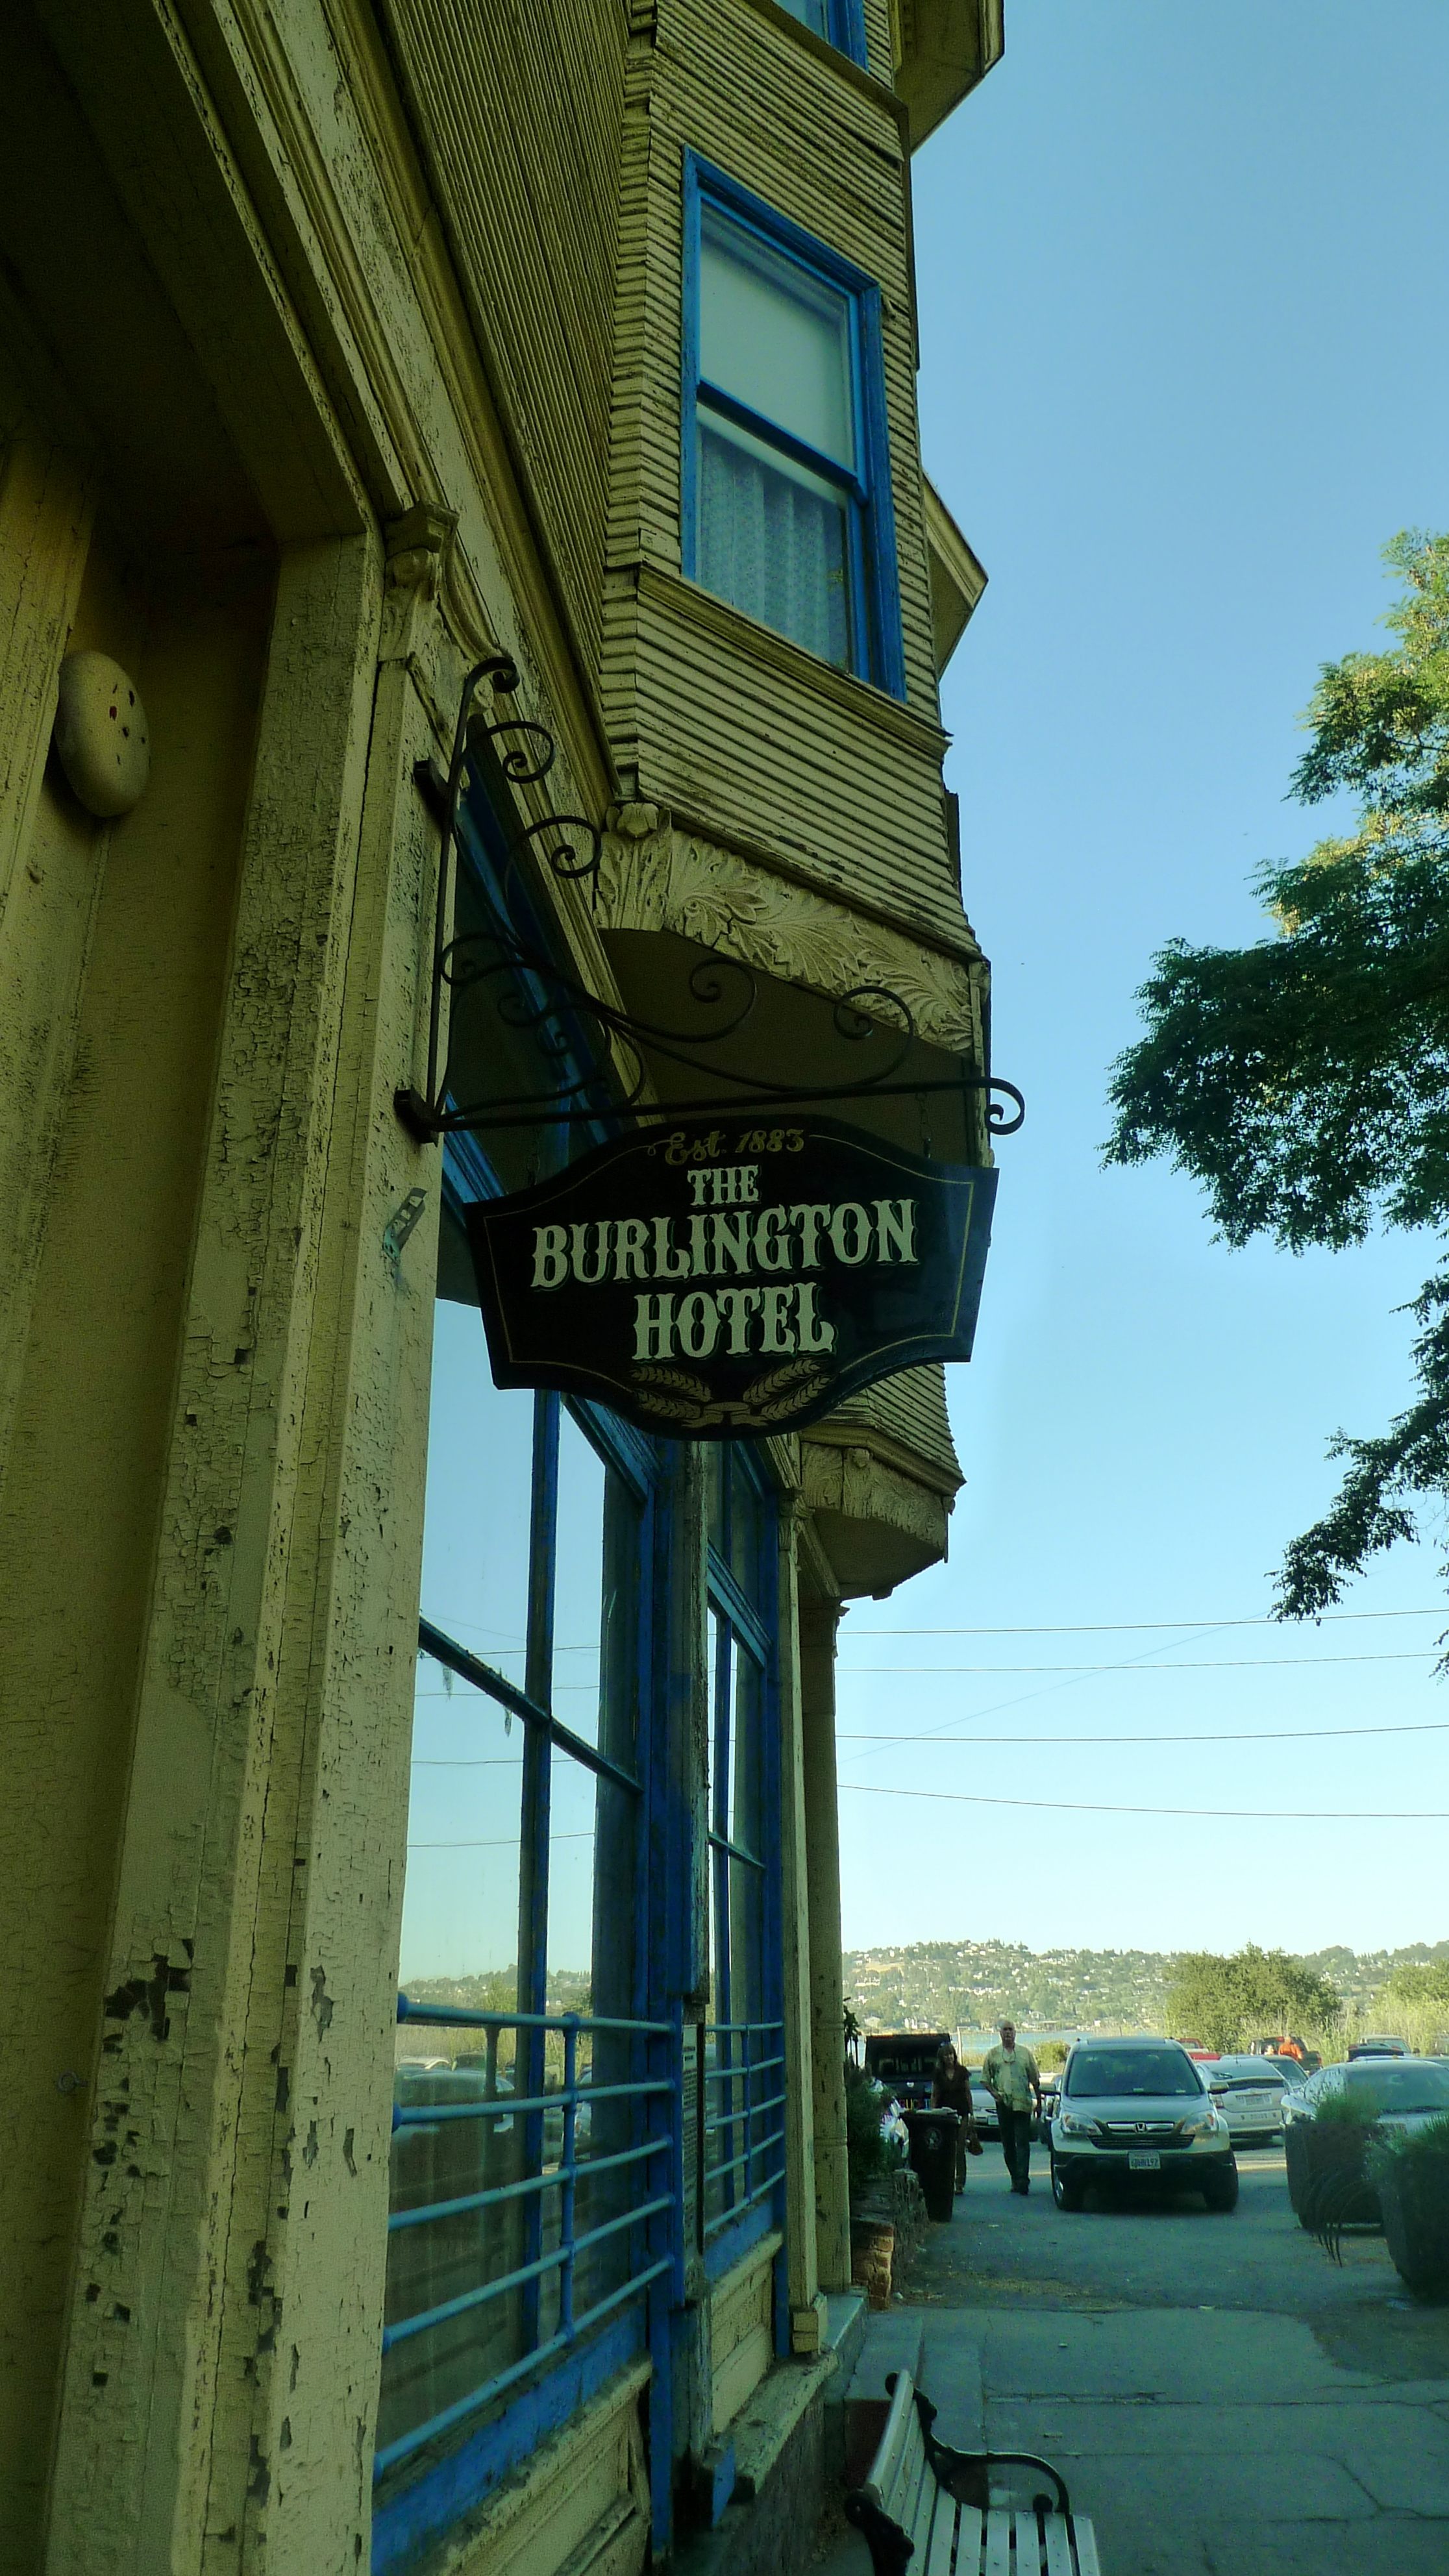 Est. 1883
THE
BURLINGTON
HOTEL